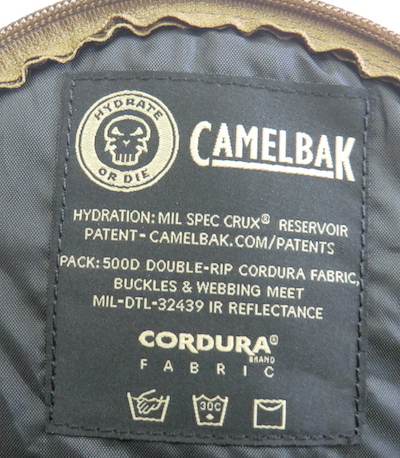 HYDRATE
OR DIE
CAMELBAK
HYDRATION: MIL SPEC CRUX® RESERVOIR
PATENT - CAMELBAK.COM/PATENTS
PACK: 500D DOUBLE-RIP CORDURA FABRIC,
BUCKLES & WEBBING MEET
MIL-DTL-32439 IR REFLECTANCE
CORDURA®
BRAND
FABRIC
30C